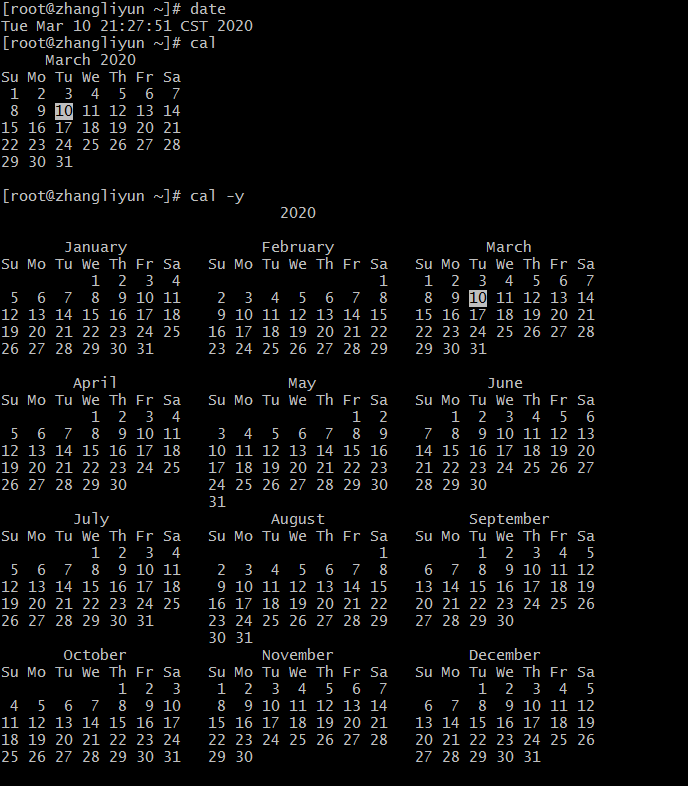 [root@zhangliyun ~]# date
Tue Mar 10 21:27:51 CST 2020
[root@zhangliyun ~]# cal
     March 2020
Su Mo Tu We Th Fr Sa
 1  2  3  4  5  6  7
 8  9 10 11 12 13 14
15 16 17 18 19 20 21
22 23 24 25 26 27 28
29 30 31
[root@zhangliyun ~]# cal -y
                               2020
       January               February                 March
Su Mo Tu We Th Fr Sa   Su Mo Tu We Th Fr Sa   Su Mo Tu We Th Fr Sa
          1  2  3  4                      1    1  2  3  4  5  6  7
 5  6  7  8  9 10 11    2  3  4  5  6  7  8    8  9 10 11 12 13 14
12 13 14 15 16 17 18    9 10 11 12 13 14 15   15 16 17 18 19 20 21
19 20 21 22 23 24 25   16 17 18 19 20 21 22   22 23 24 25 26 27 28
26 27 28 29 30 31      23 24 25 26 27 28 29   29 30 31
        April                   May                   June
Su Mo Tu We Th Fr Sa   Su Mo Tu We Th Fr Sa   Su Mo Tu We Th Fr Sa
          1  2  3  4                   1  2       1  2  3  4  5  6
 5  6  7  8  9 10 11    3  4  5  6  7  8  9    7  8  9 10 11 12 13
12 13 14 15 16 17 18   10 11 12 13 14 15 16   14 15 16 17 18 19 20
19 20 21 22 23 24 25   17 18 19 20 21 22 23   21 22 23 24 25 26 27
26 27 28 29 30         24 25 26 27 28 29 30   28 29 30
                       31
        July                  August                September
Su Mo Tu We Th Fr Sa   Su Mo Tu We Th Fr Sa   Su Mo Tu We Th Fr Sa
          1  2  3  4                      1          1  2  3  4  5
 5  6  7  8  9 10 11    2  3  4  5  6  7  8    6  7  8  9 10 11 12
12 13 14 15 16 17 18    9 10 11 12 13 14 15   13 14 15 16 17 18 19
19 20 21 22 23 24 25   16 17 18 19 20 21 22   20 21 22 23 24 25 26
26 27 28 29 30 31      23 24 25 26 27 28 29   27 28 29 30
                       30 31
       October               November               December
Su Mo Tu We Th Fr Sa   Su Mo Tu We Th Fr Sa   Su Mo Tu We Th Fr Sa
             1  2  3    1  2  3  4  5  6  7          1  2  3  4  5
 4  5  6  7  8  9 10    8  9 10 11 12 13 14    6  7  8  9 10 11 12
11 12 13 14 15 16 17   15 16 17 18 19 20 21   13 14 15 16 17 18 19
18 19 20 21 22 23 24   22 23 24 25 26 27 28   20 21 22 23 24 25 26
25 26 27 28 29 30 31   29 30                  27 28 29 30 31